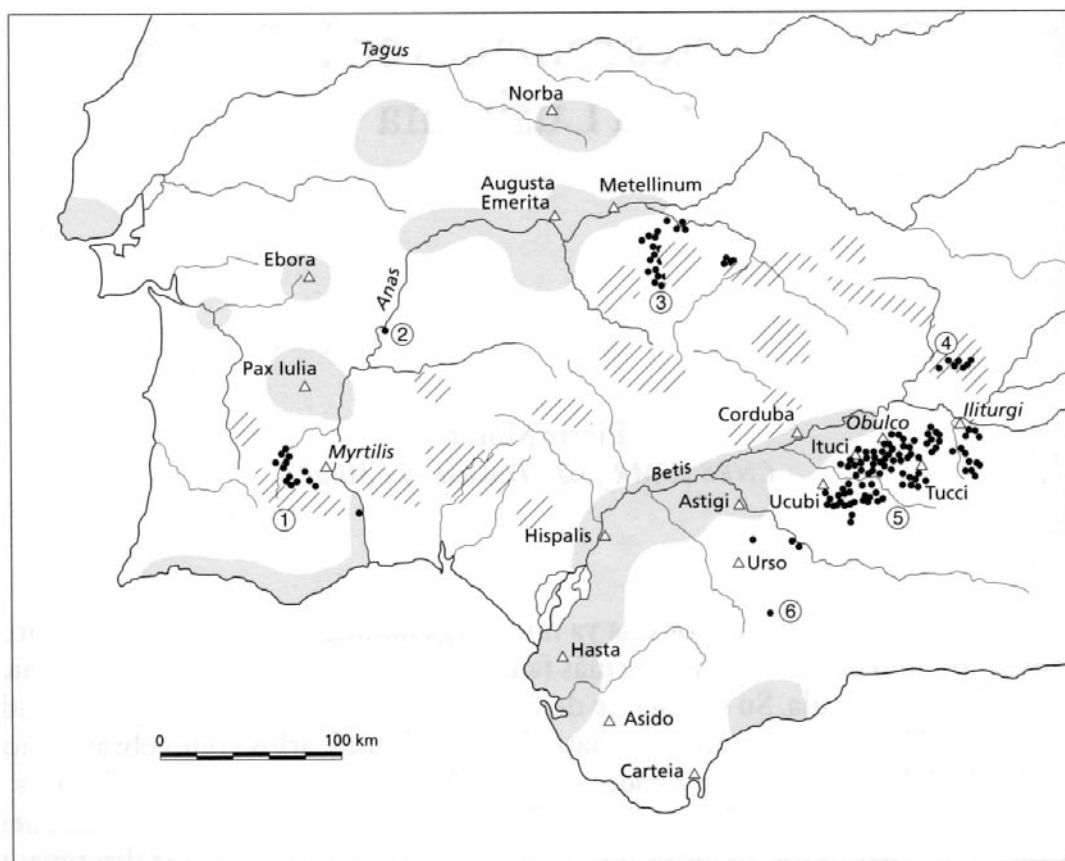 Tagus
Norba
Augusta
Emerita
Metellinum
Ebora
Anas
②
③
④
Pax Iulia
Corduba
Obulco
Iliturgi
Ituci
Myrtilis
Betis
Astigi
Ucubi
Tucci
①
⑤
Hispalis
Urso
⑥
Hasta
Asido
0
100 km
Carteia